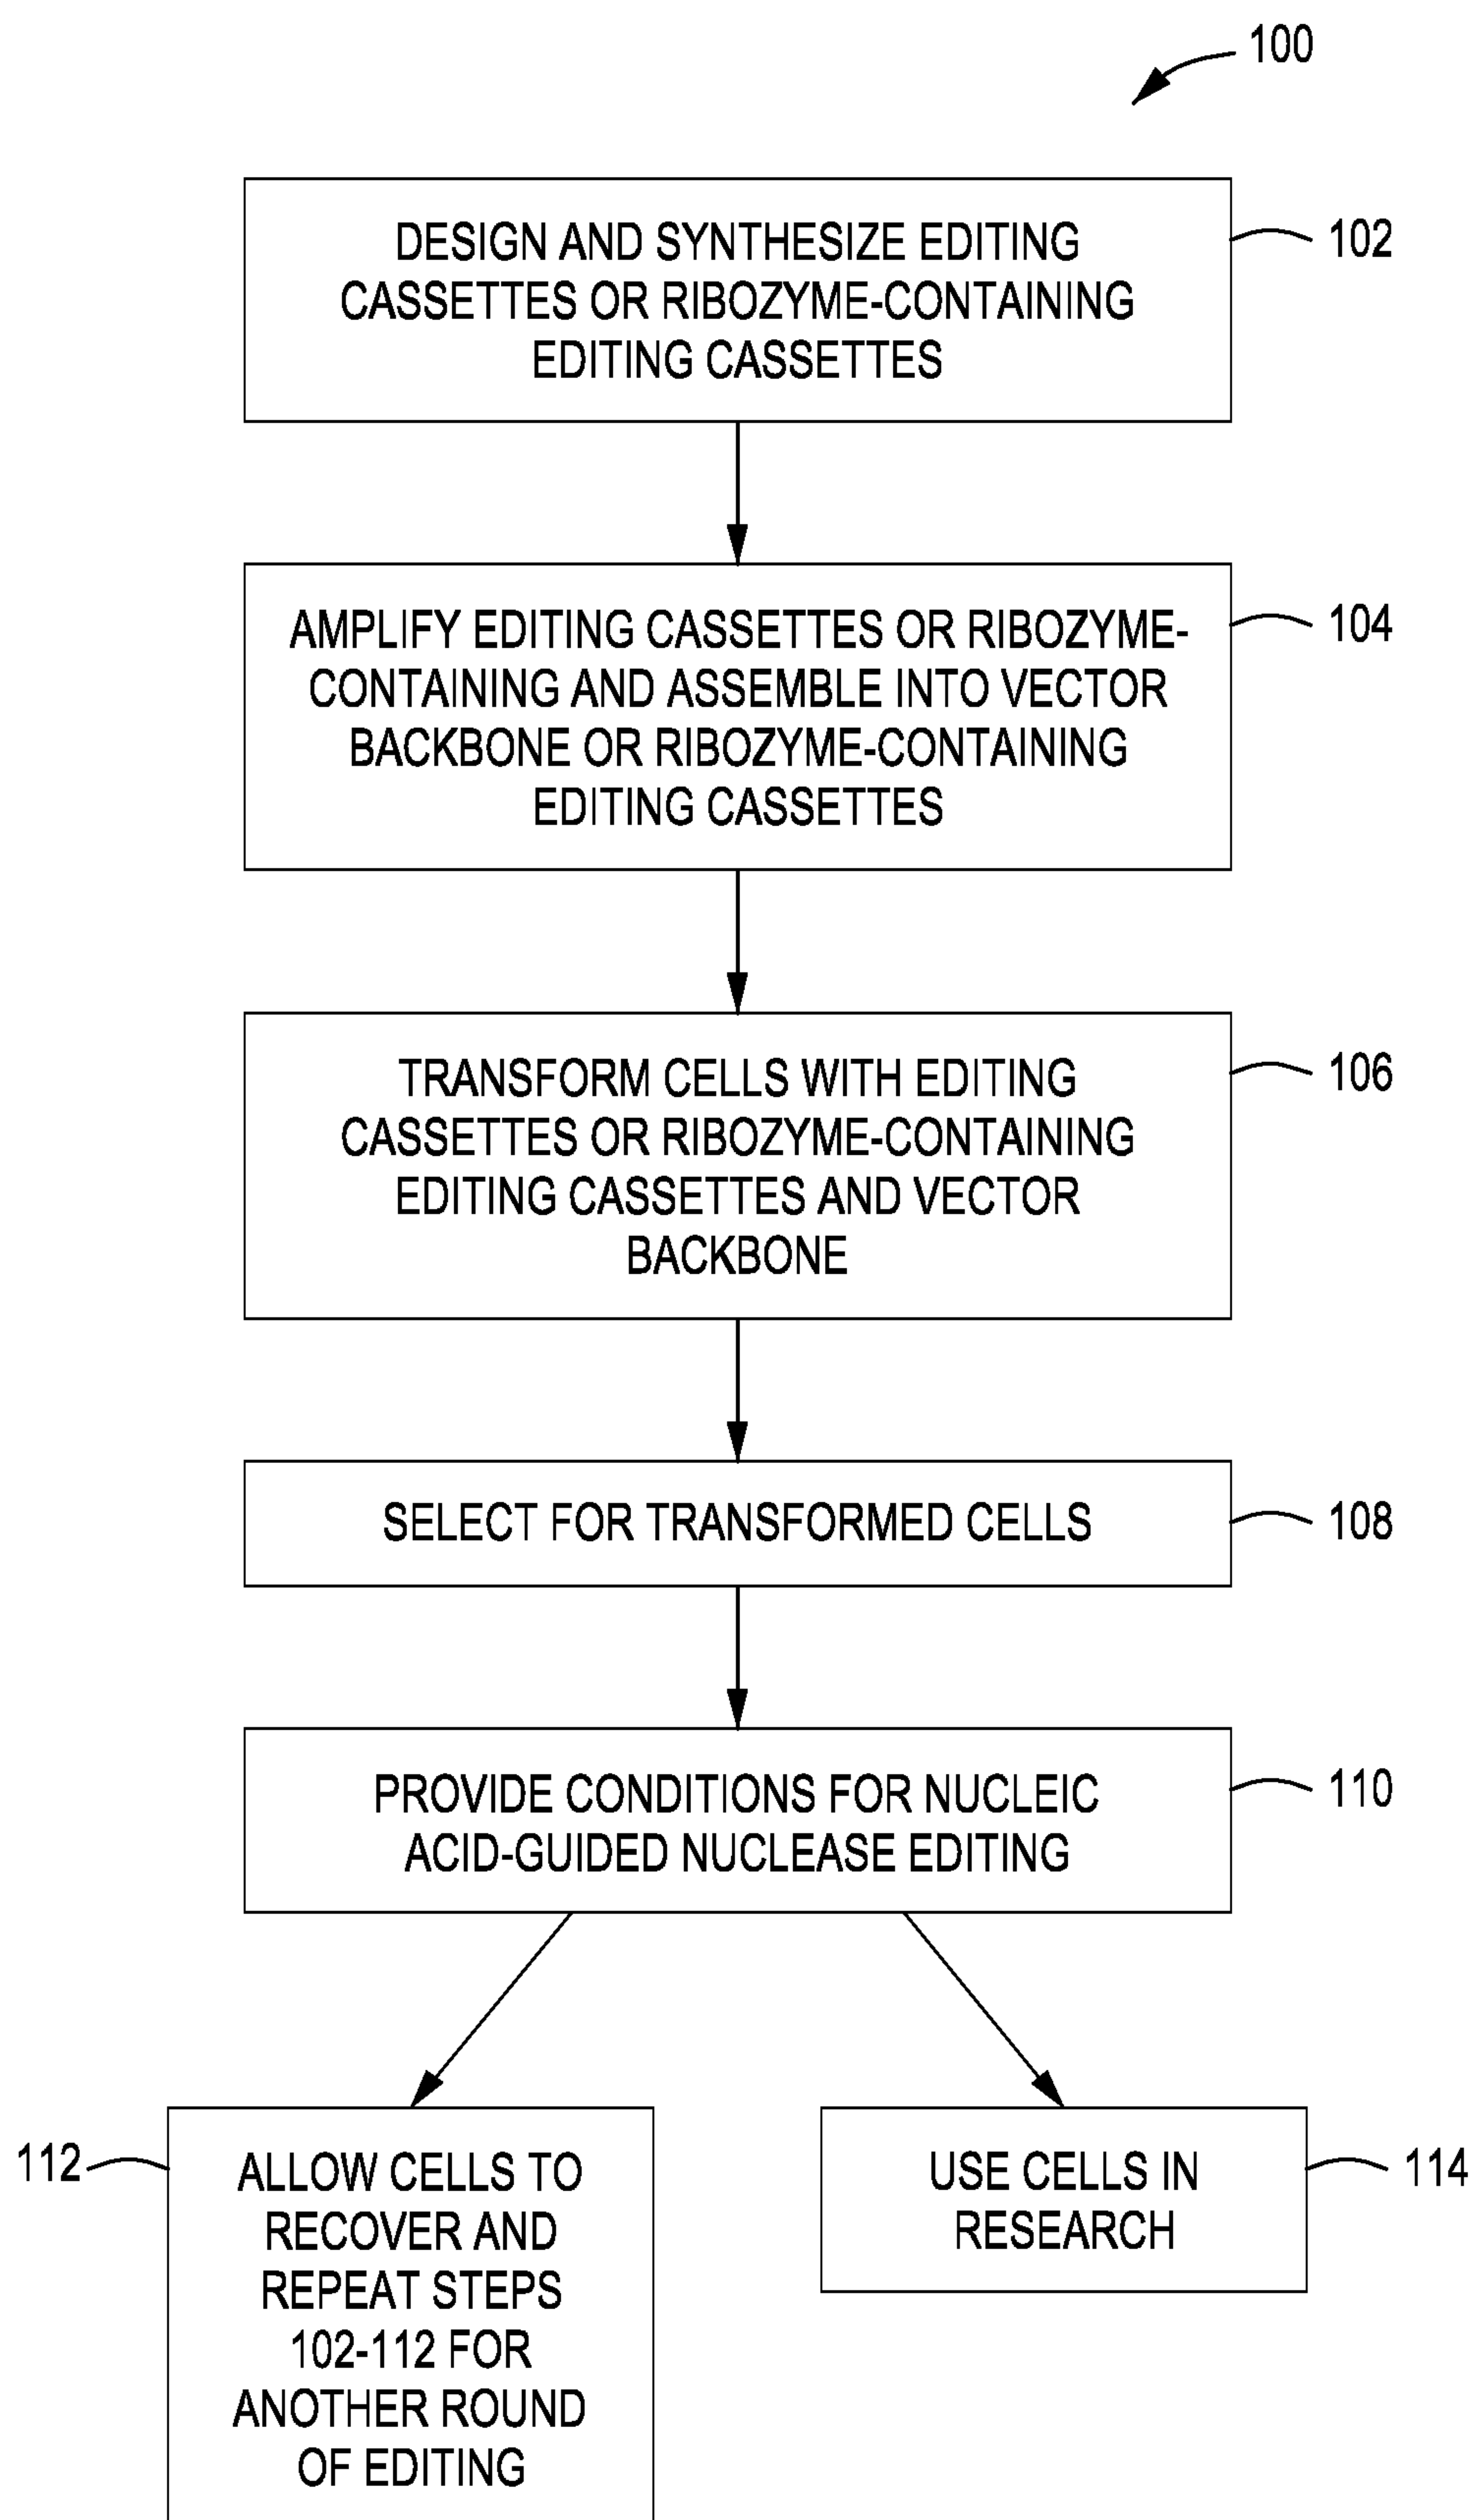 100
DESIGN AND SYNTHESIZE EDITING
CASSETTES OR RIBOZYME-CONTAINING
EDITING CASSETTES
102
AMPLIFY EDITING CASSETTES OR RIBOZYME-
CONTAINING AND ASSEMBLE INTO VECTOR
BACKBONE OR RIBOZYME-CONTAINING
EDITING CASSETTES
104
TRANSFORM CELLS WITH EDITING
CASSETTES OR RIBOZYME-CONTAINING
EDITING CASSETTES AND VECTOR
BACKBONE
106
SELECT FOR TRANSFORMED CELLS
108
PROVIDE CONDITIONS FOR NUCLEIC
ACID-GUIDED NUCLEASE EDITING
110
112
ALLOW CELLS TO
RECOVER AND
REPEAT STEPS
102-112 FOR
ANOTHER ROUND
OF EDITING
USE CELLS IN
RESEARCH
114